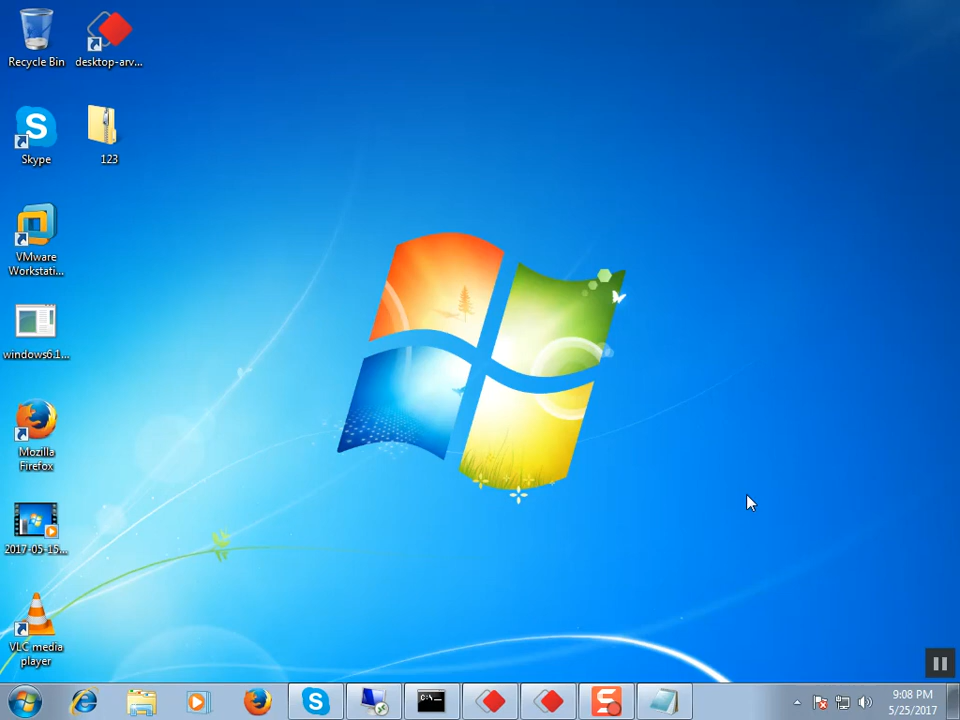 Recycle Bin
desktop-arv...
Skype
123
VMware
Workstati...
windows6.1...
Mozilla
Firefox
2017-05-15...
VLC media
player
C:\
9:08 PM
5/25/2017